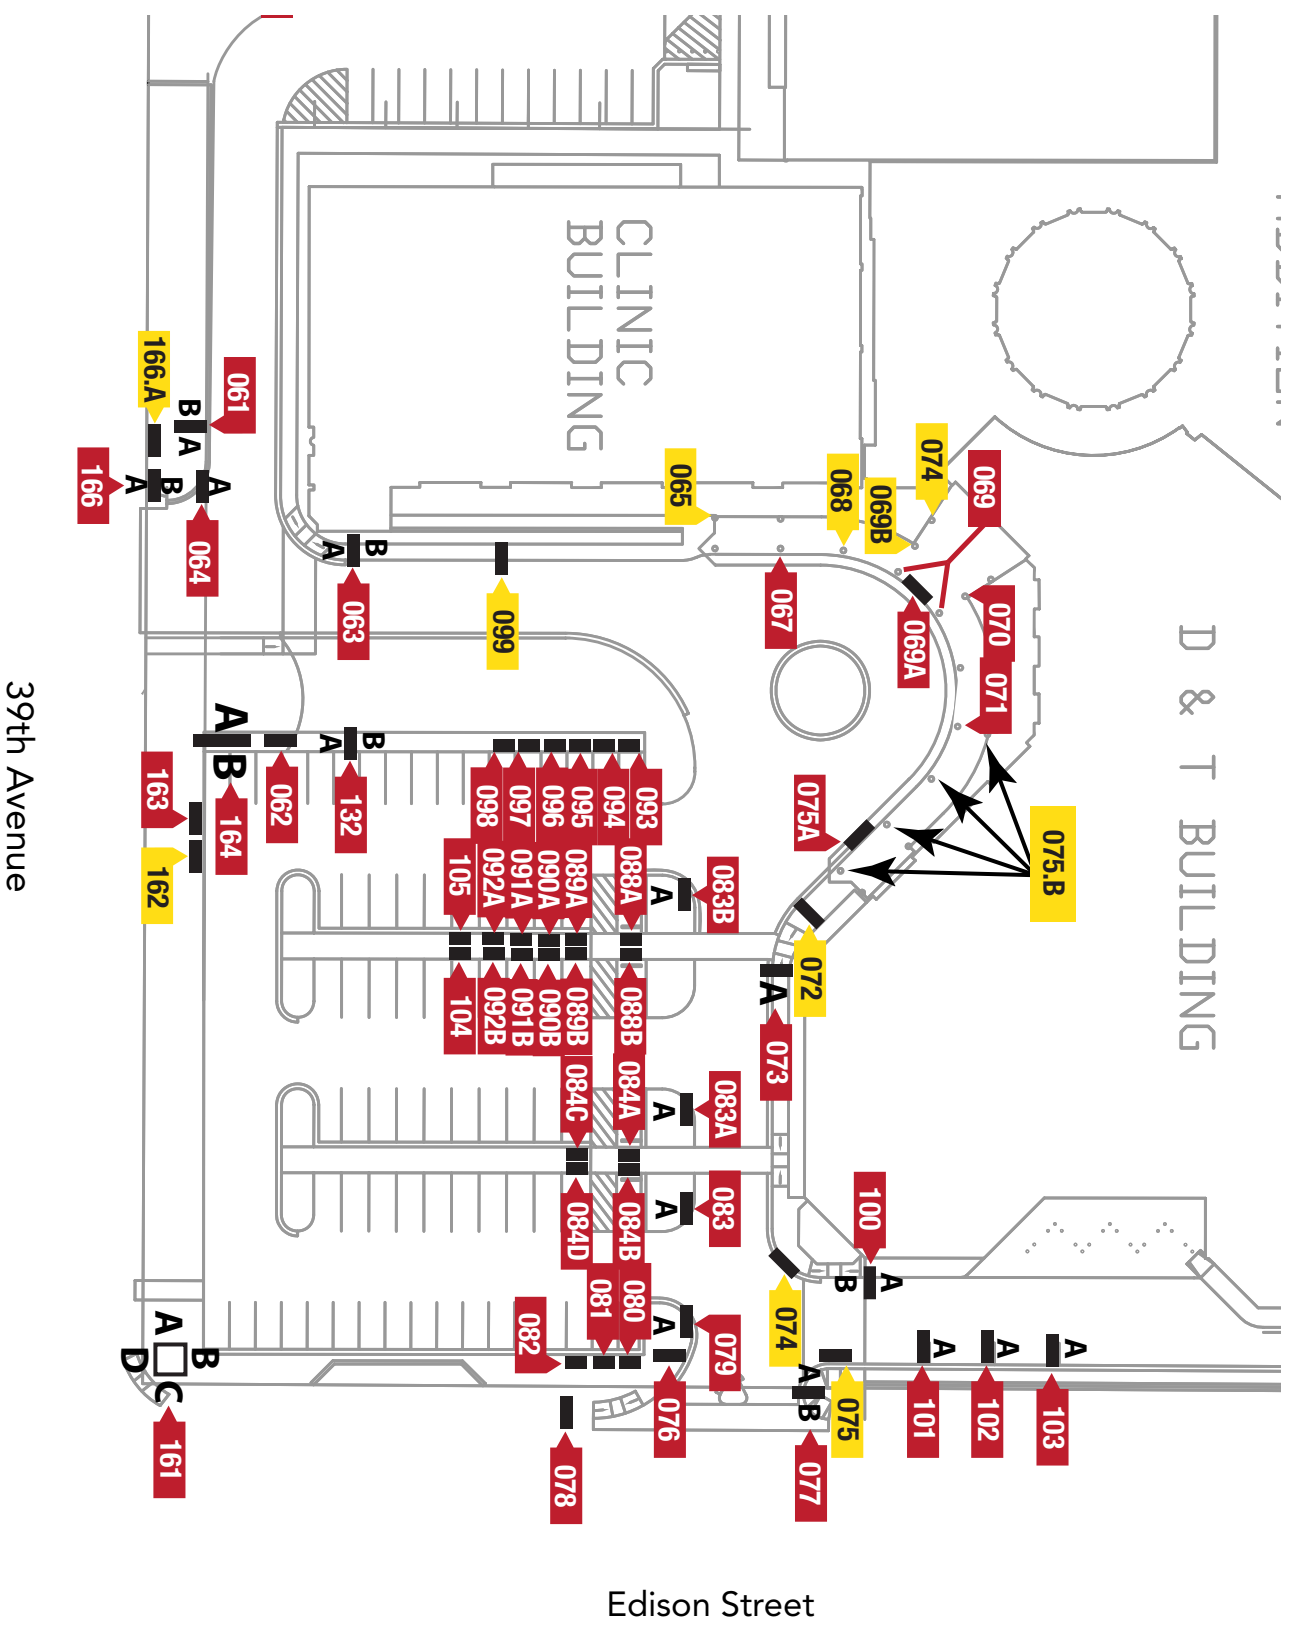 CLINIC
BUILDING
D & T BUILDING
166.A
061
B
A
166
A
B
A
064
A
B
063
099
065
068
069B
074
069
067
069A
070
071
075.B
075A
072
A
073
A
B
164
062
163
162
A
B
132
098
097
096
095
094
093
105
092A
091A
090A
089A
088A
A
083B
104
092B
091B
090B
089B
088B
084C
084A
A
083A
084D
084B
A
083
081
080
082
A
079
076
078
074
100
A
B
075
A
B
077
A
101
A
102
A
103
A
B
C
D
161
39th Avenue
Edison Street